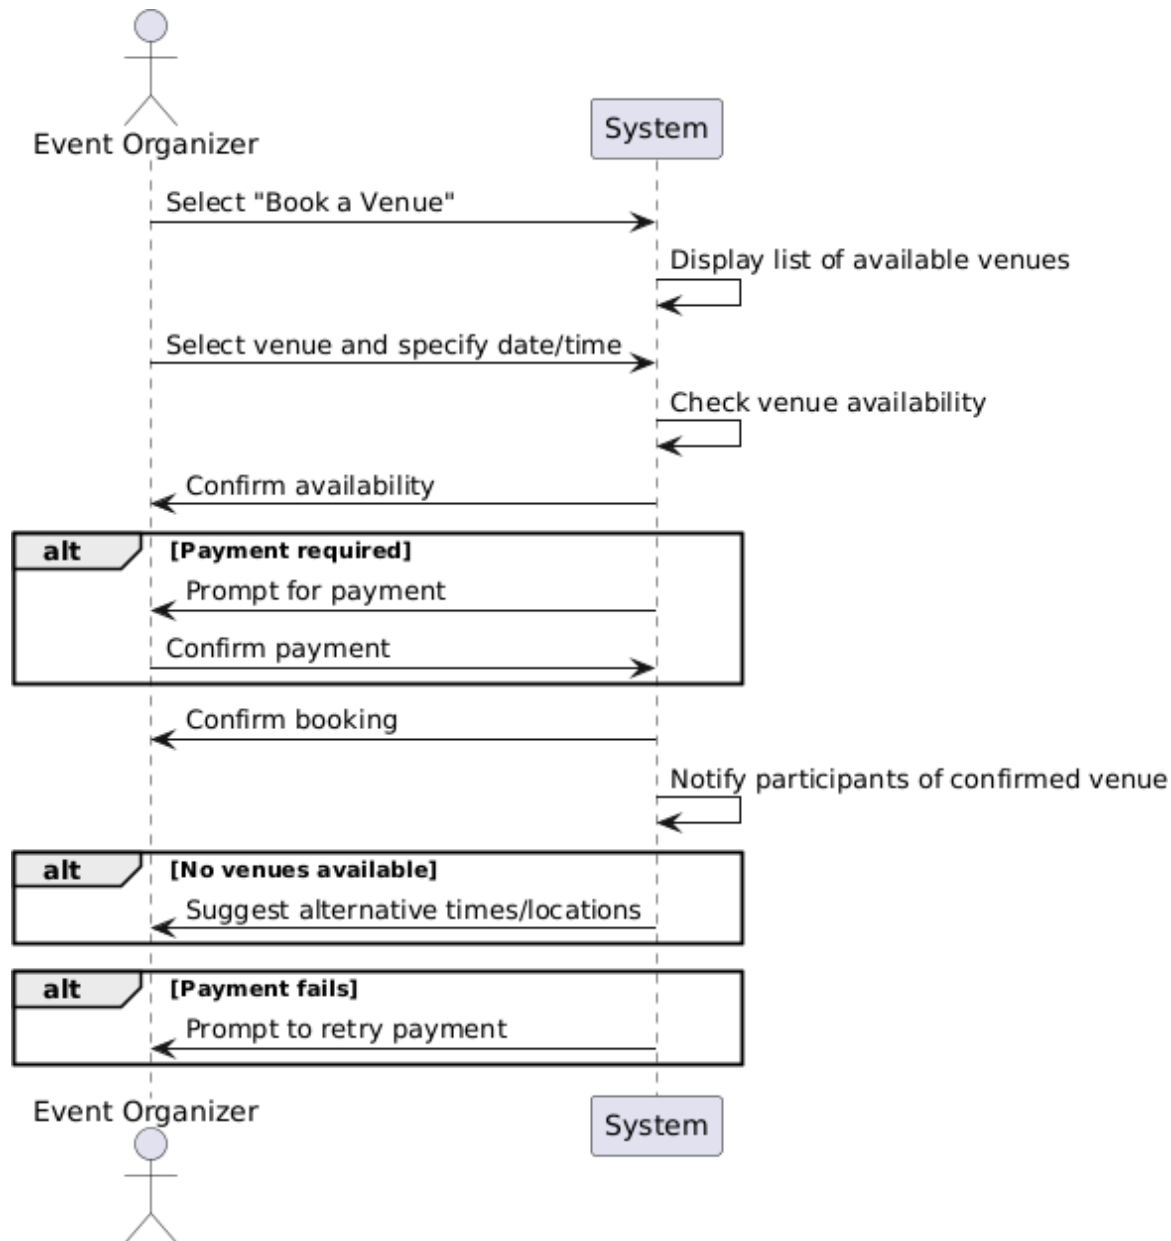 Event Organizer
System
Select "Book a Venue"
Display list of available venues
Select venue and specify date/time
Check venue availability
Confirm availability
alt [Payment required]
Prompt for payment
Confirm payment
Confirm booking
Notify participants of confirmed venue
alt [No venues available]
Suggest alternative times/locations
alt [Payment fails]
Prompt to retry payment
Event Organizer
System